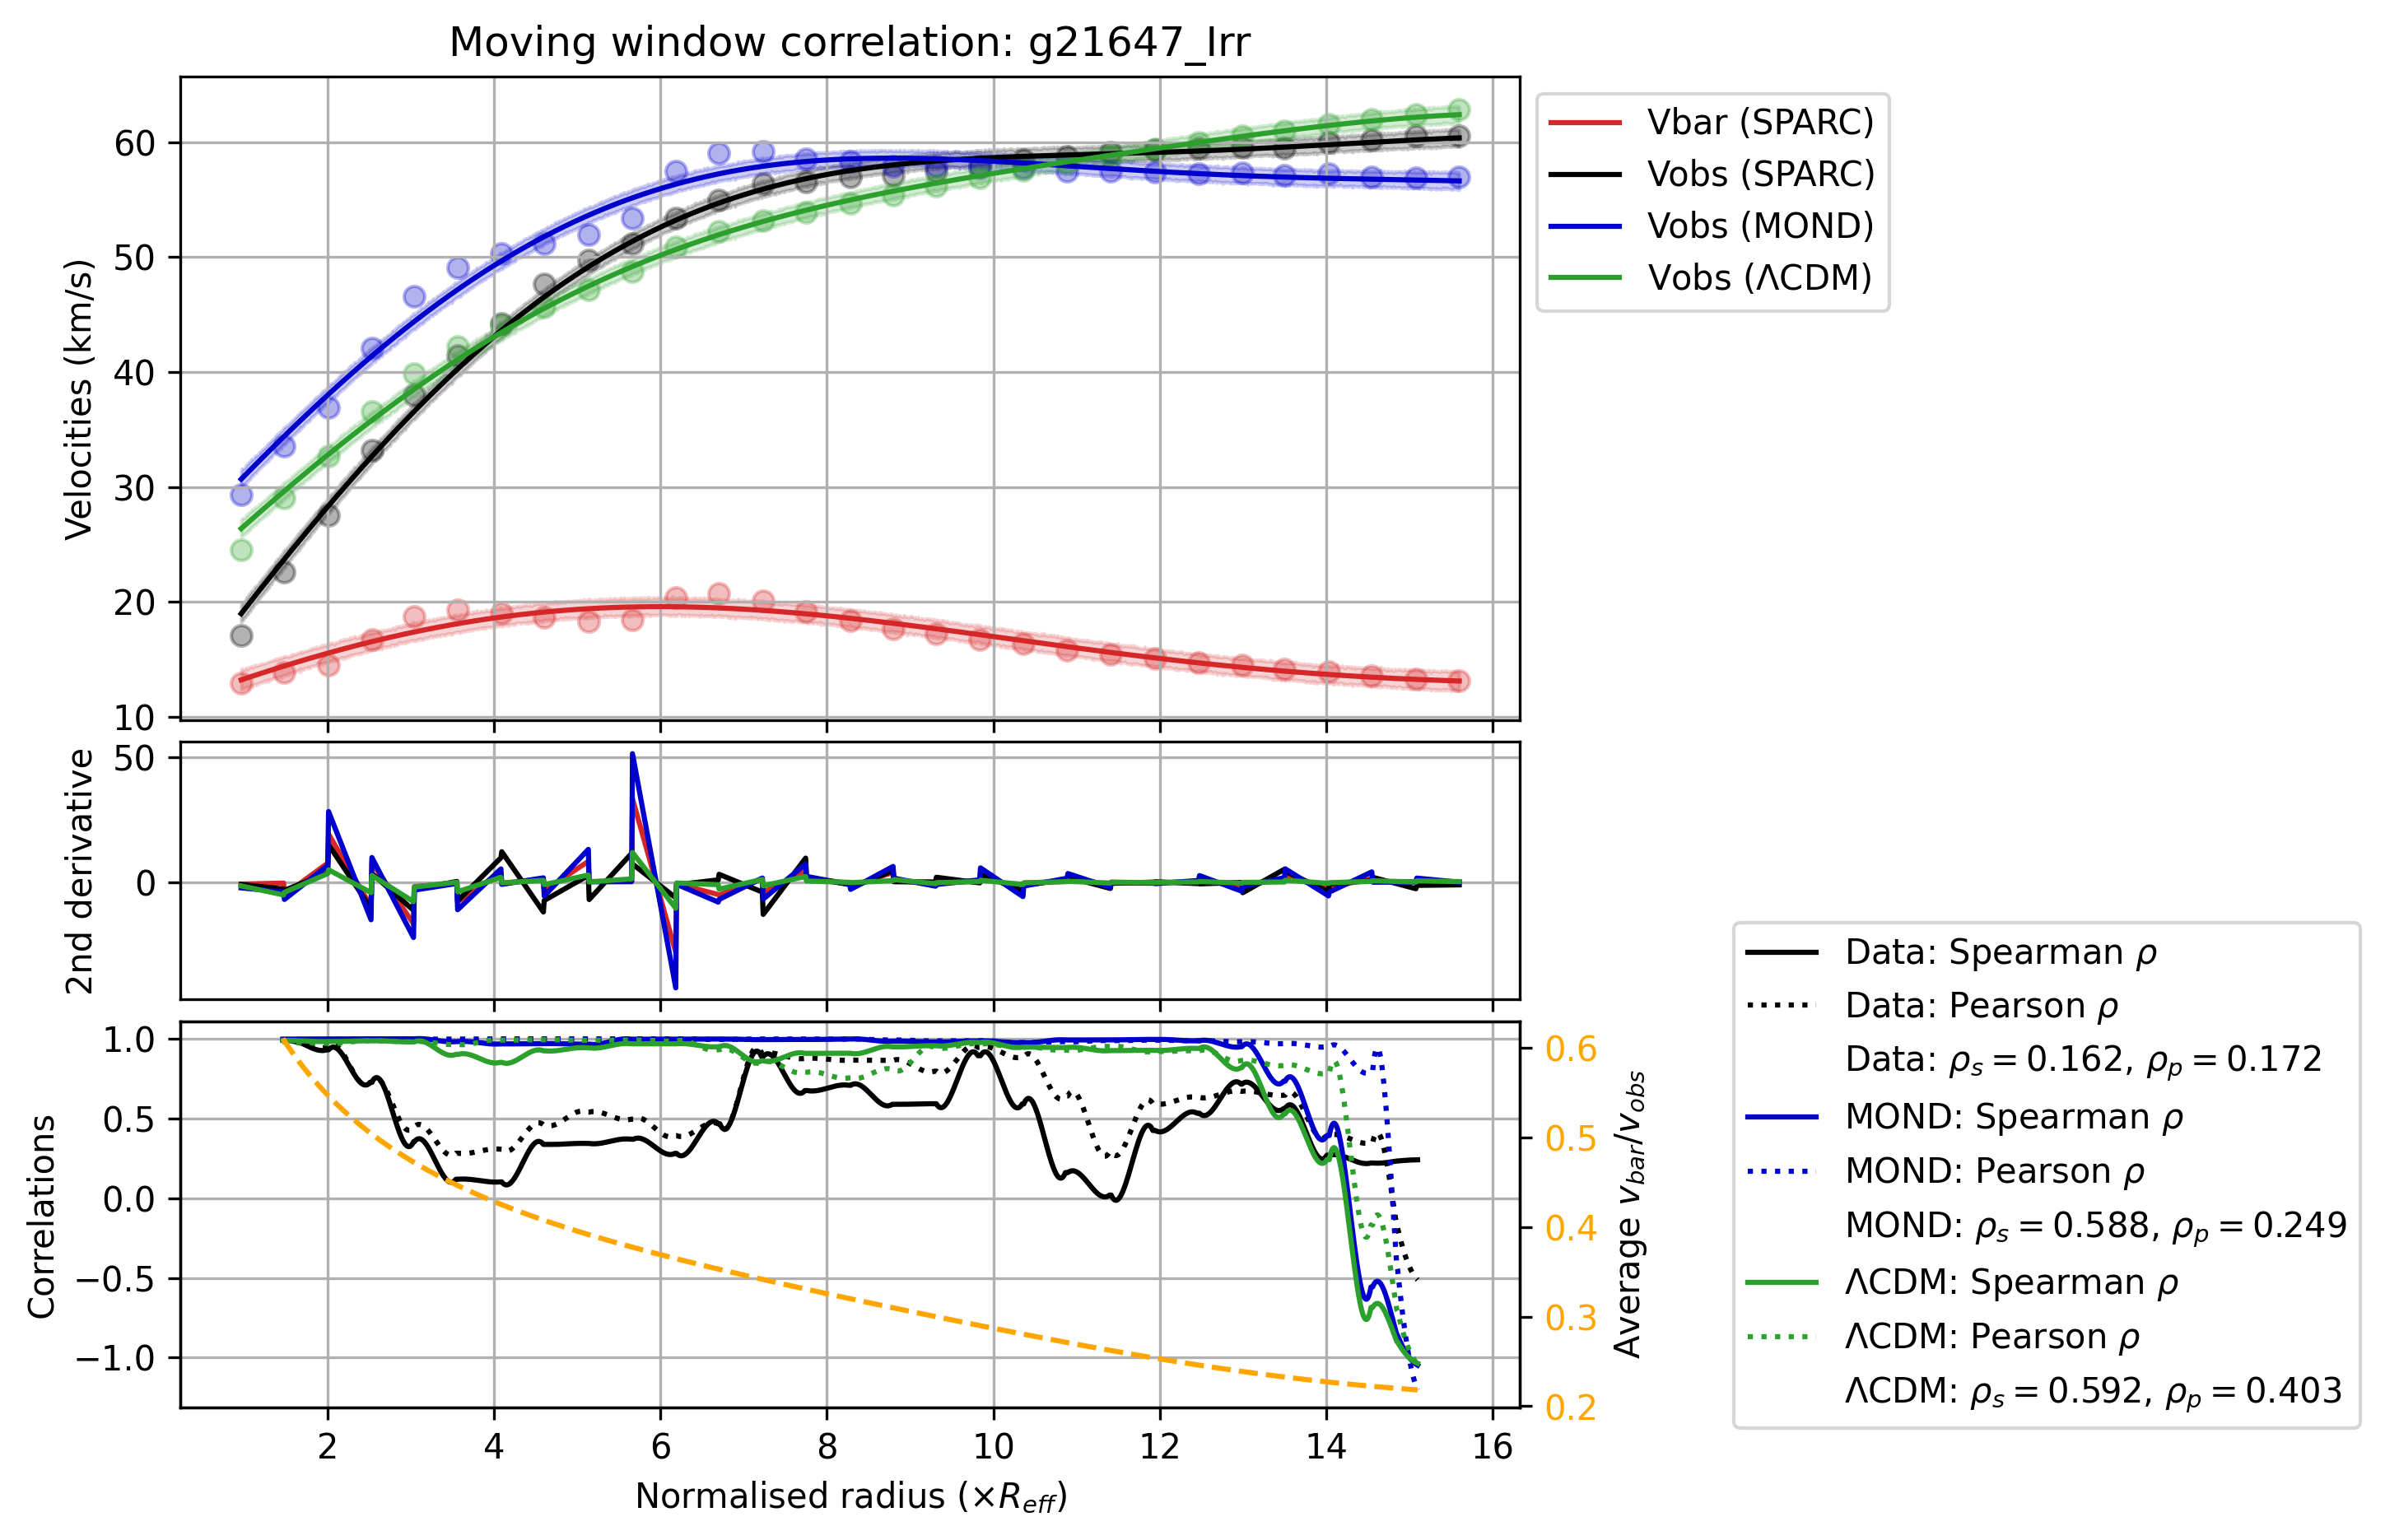 Moving window correlation: g21647_Irr
Velocities (km/s)
60
50
40
30
20
10
Vbar (SPARC)
Vobs (SPARC)
Vobs (MOND)
Vobs (ΛCDM)
2nd derivative
50
0
Correlations
1.0
0.5
0.0
−0.5
−1.0
0.6
0.5
0.4
0.3
0.2
Average v_bar/v_obs
2 4 6 8 10 12 14 16
Normalised radius (×R_eff)
Data: Spearman ρ
Data: Pearson ρ
Data: ρ_s = 0.162, ρ_p = 0.172
MOND: Spearman ρ
MOND: Pearson ρ
MOND: ρ_s = 0.588, ρ_p = 0.249
ΛCDM: Spearman ρ
ΛCDM: Pearson ρ
ΛCDM: ρ_s = 0.592, ρ_p = 0.403